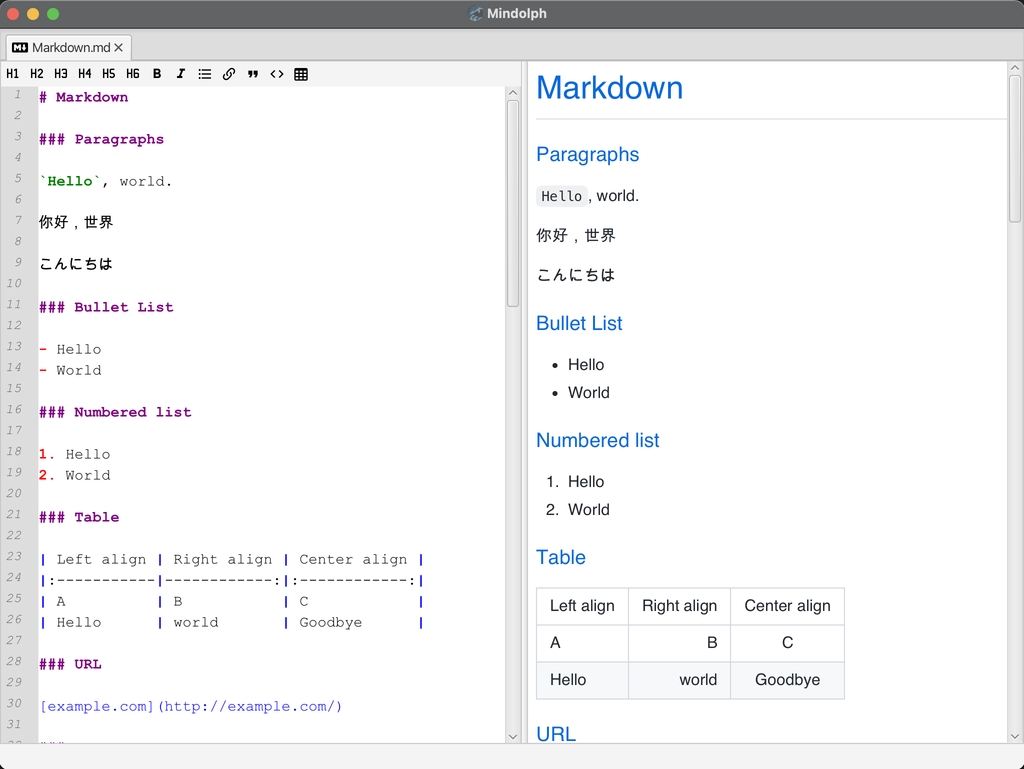 Mindolph
Markdown.md
H1 H2 H3 H4 H5 H6 B I
1 # Markdown
2
3 ### Paragraphs
4
5 `Hello`, world.
6
7 你好，世界
8
9 こんにちは
10
11 ### Bullet List
12
13 - Hello
14 - World
15
16 ### Numbered list
17
18 1. Hello
19 2. World
20
21 ### Table
22
23 | Left align | Right align | Center align |
24 |:-----------|------------:|:------------:|
25 | A | B | C |
26 | Hello | world | Goodbye |
27
28 ### URL
29
30 [example.com](http://example.com/)
31
Markdown
Paragraphs
Hello, world.
你好，世界
こんにちは
Bullet List
• Hello
• World
Numbered list
1. Hello
2. World
Table
Left align Right align Center align
A B C
Hello world Goodbye
URL